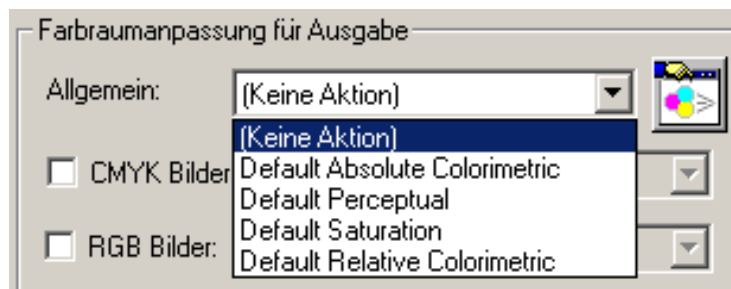 Farbraumanpassung für Ausgabe
Allgemein:
(Keine Aktion)
(Keine Aktion)
CMYK Bilder
Default Absolute Colorimetric
Default Perceptual
Default Saturation
RGB Bilder:
Default Relative Colorimetric